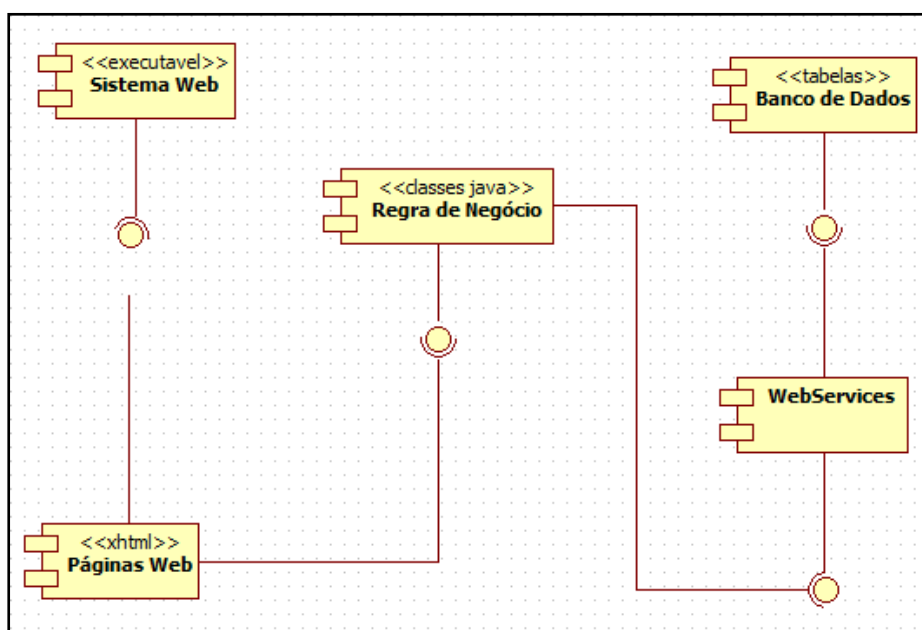 <<executavel>>
Sistema Web
<<tabelas>>
Banco de Dados
<<classes java>>
Regra de Negócio
WebServices
<<xhtml>>
Páginas Web